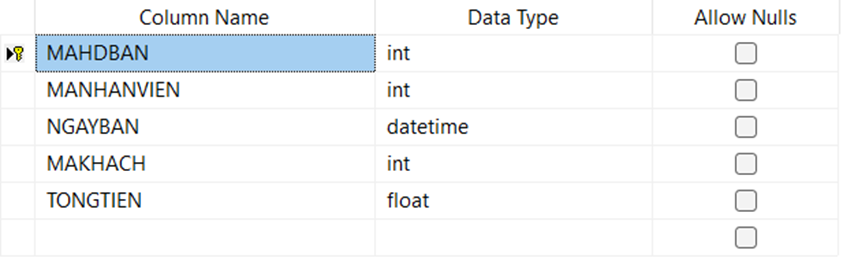 Column Name Data Type Allow Nulls
MAHDBAN int
MANHANVIEN int
NGAYBAN datetime
MAKHACH int
TONGTIEN float